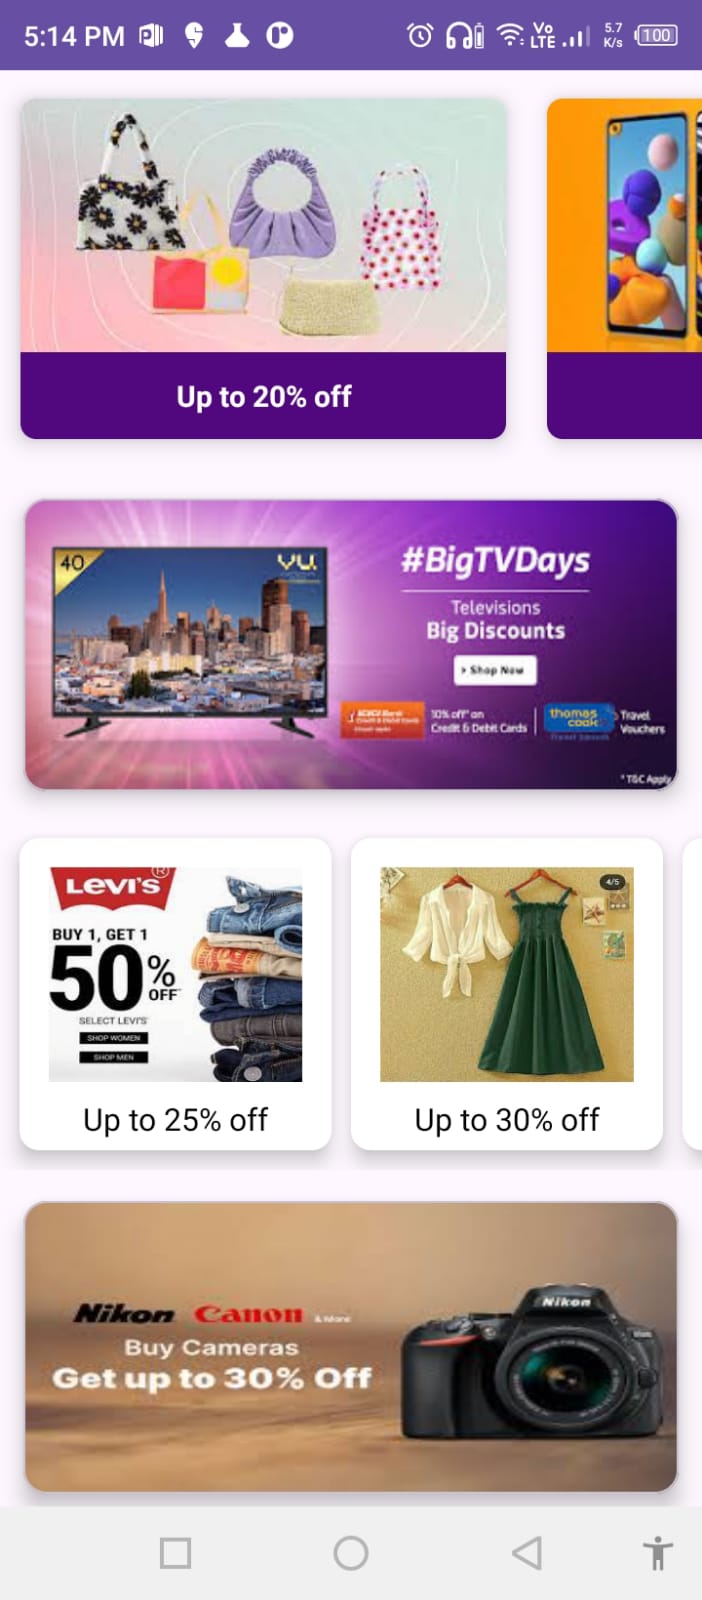 5:14 PM
Vo LTE
5.7 K/s
100
Up to 20% off
40
vu.
#BigTVDays
Televisions
Big Discounts
› Shop Now
ICICI Bank
Credit & Debit Cards
10% off* on
Credit & Debit Cards
thomas cook
Travel
Vouchers
*T&C Apply
LEVI'S®
BUY 1, GET 1
50% OFF
SELECT LEVI'S
SHOP WOMEN
SHOP MEN
Up to 25% off
4/5
Up to 30% off
Nikon Canon & More
Buy Cameras
Get up to 30% Off
Nikon